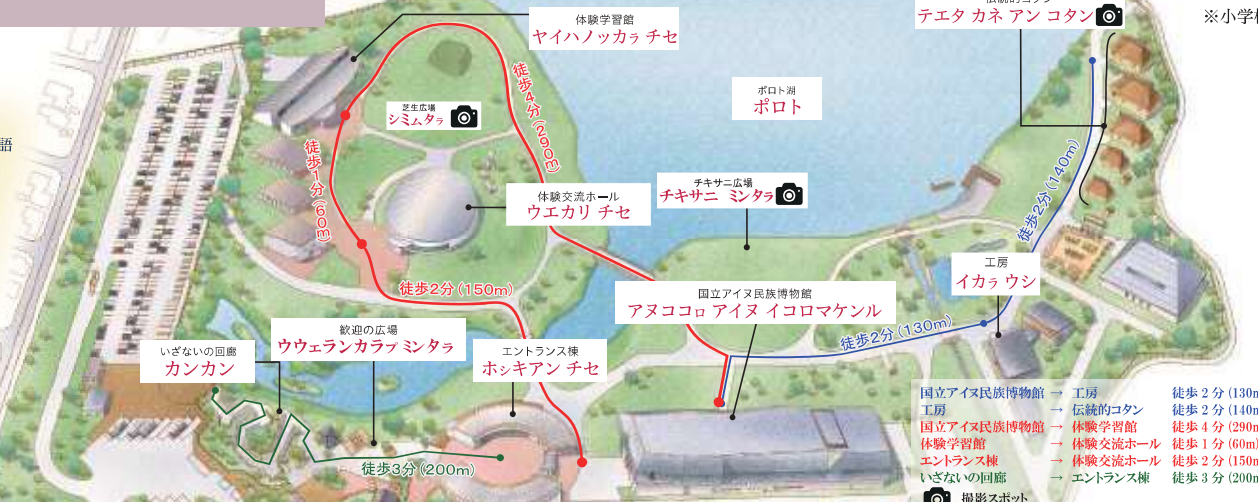 体験学習館
ヤイハノッカㇻ チセ
伝統的コタン
テエタ カネ アン コタン
※小学校
語
芝生広場
シミムタㇻ
徒歩4分(290m)
ポロト湖
ポロト
徒歩1分(60m)
体験交流ホール
ウエカリ チセ
チキサニ広場
チキサニ ミンタㇻ
徒歩2分(140m)
工房
イカㇻ ウシ
徒歩2分(150m)
国立アイヌ民族博物館
アヌココㇿ アイヌ イコロマケンル
徒歩2分(130m)
いざないの回廊
カンカン
歓迎の広場
ウウェランカラㇷ゚ ミンタㇻ
エントランス棟
ホㇱキアン チセ
徒歩3分(200m)
国立アイヌ民族博物館 → 工房 徒歩 2 分 (130m
工房 → 伝統的コタン 徒歩 2 分 (140m
国立アイヌ民族博物館 → 体験学習館 徒歩 4 分 (290m
体験学習館 → 体験交流ホール 徒歩 1 分 (60m)
エントランス棟 → 体験交流ホール 徒歩 2 分 (150m
いざないの回廊 → エントランス棟 徒歩 3 分 (200m
撮影スポット